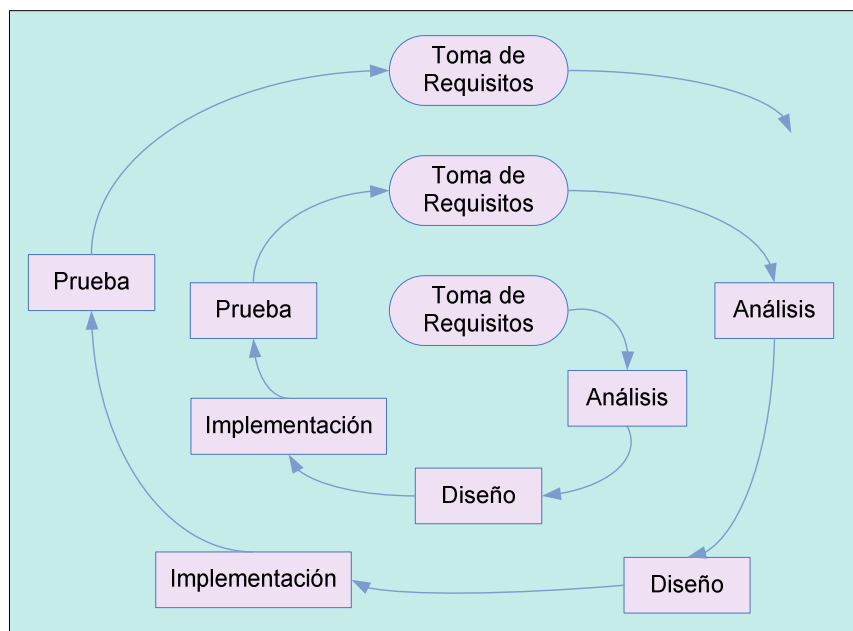 Toma de
Requisitos
Toma de
Requisitos
Prueba
Prueba
Toma de
Requisitos
Análisis
Análisis
Implementación
Diseño
Implementación
Diseño